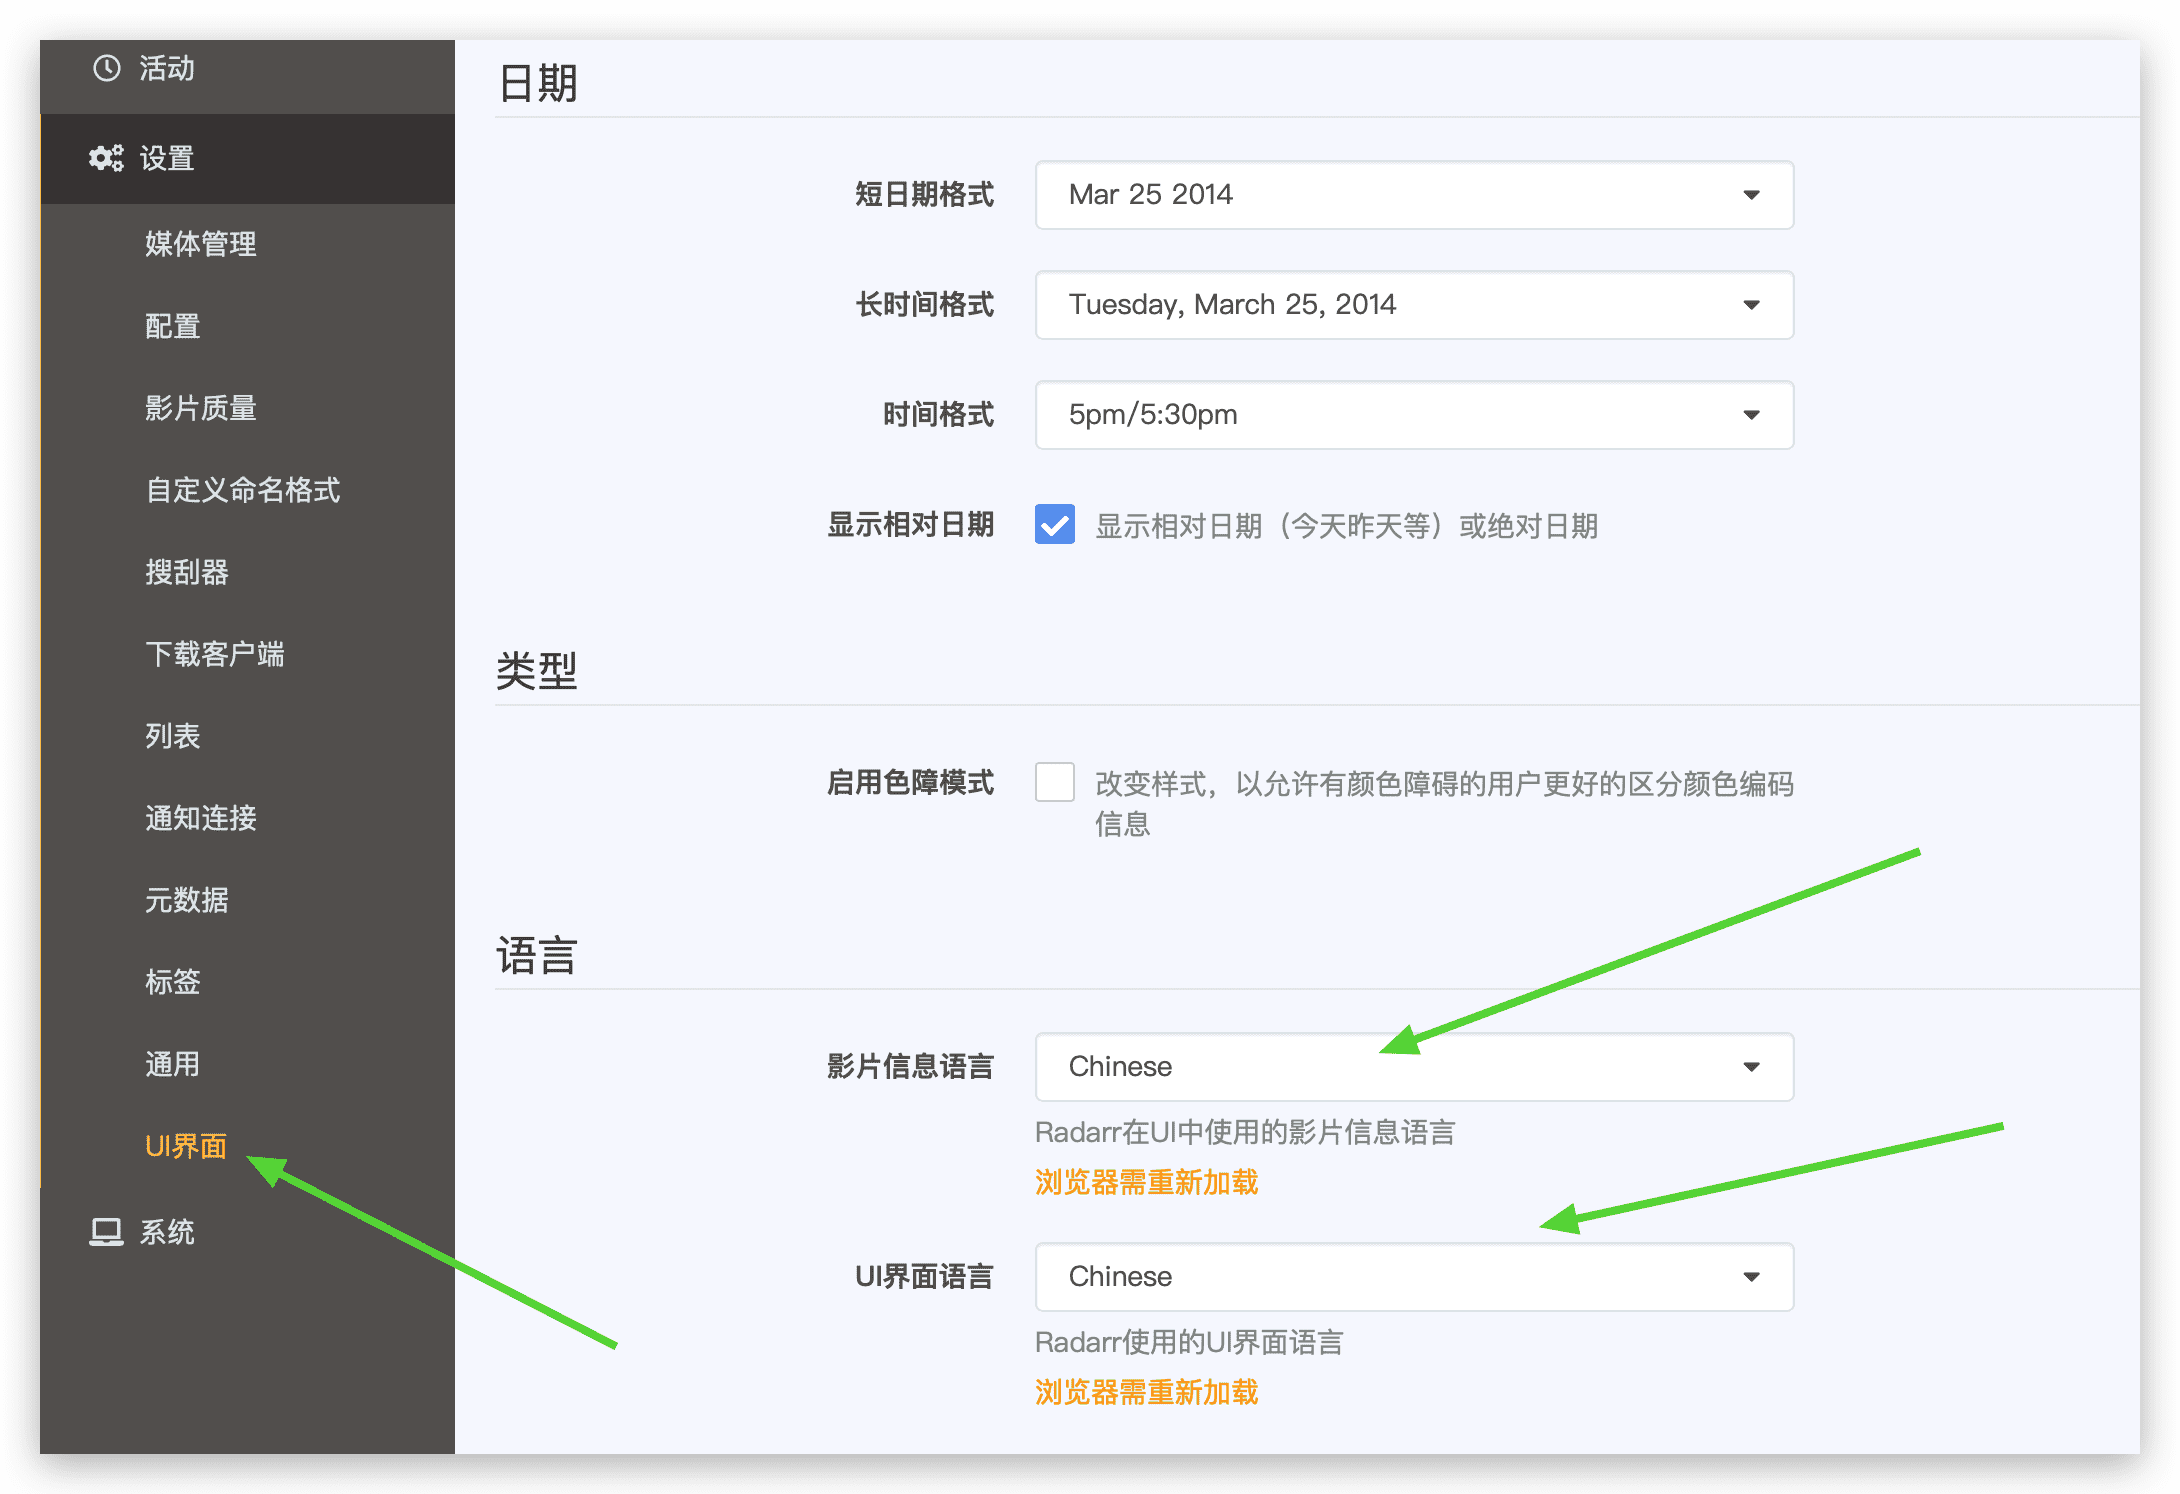 活动
设置
媒体管理
配置
影片质量
自定义命名格式
搜刮器
下载客户端
列表
通知连接
元数据
标签
通用
UI界面
系统
日期
短日期格式
Mar 25 2014
长时间格式
Tuesday, March 25, 2014
时间格式
5pm/5:30pm
显示相对日期
显示相对日期（今天昨天等）或绝对日期
类型
启用色障模式
改变样式，以允许有颜色障碍的用户更好的区分颜色编码
信息
语言
影片信息语言
Chinese
Radarr在UI中使用的影片信息语言
浏览器需重新加载
UI界面语言
Chinese
Radarr使用的UI界面语言
浏览器需重新加载